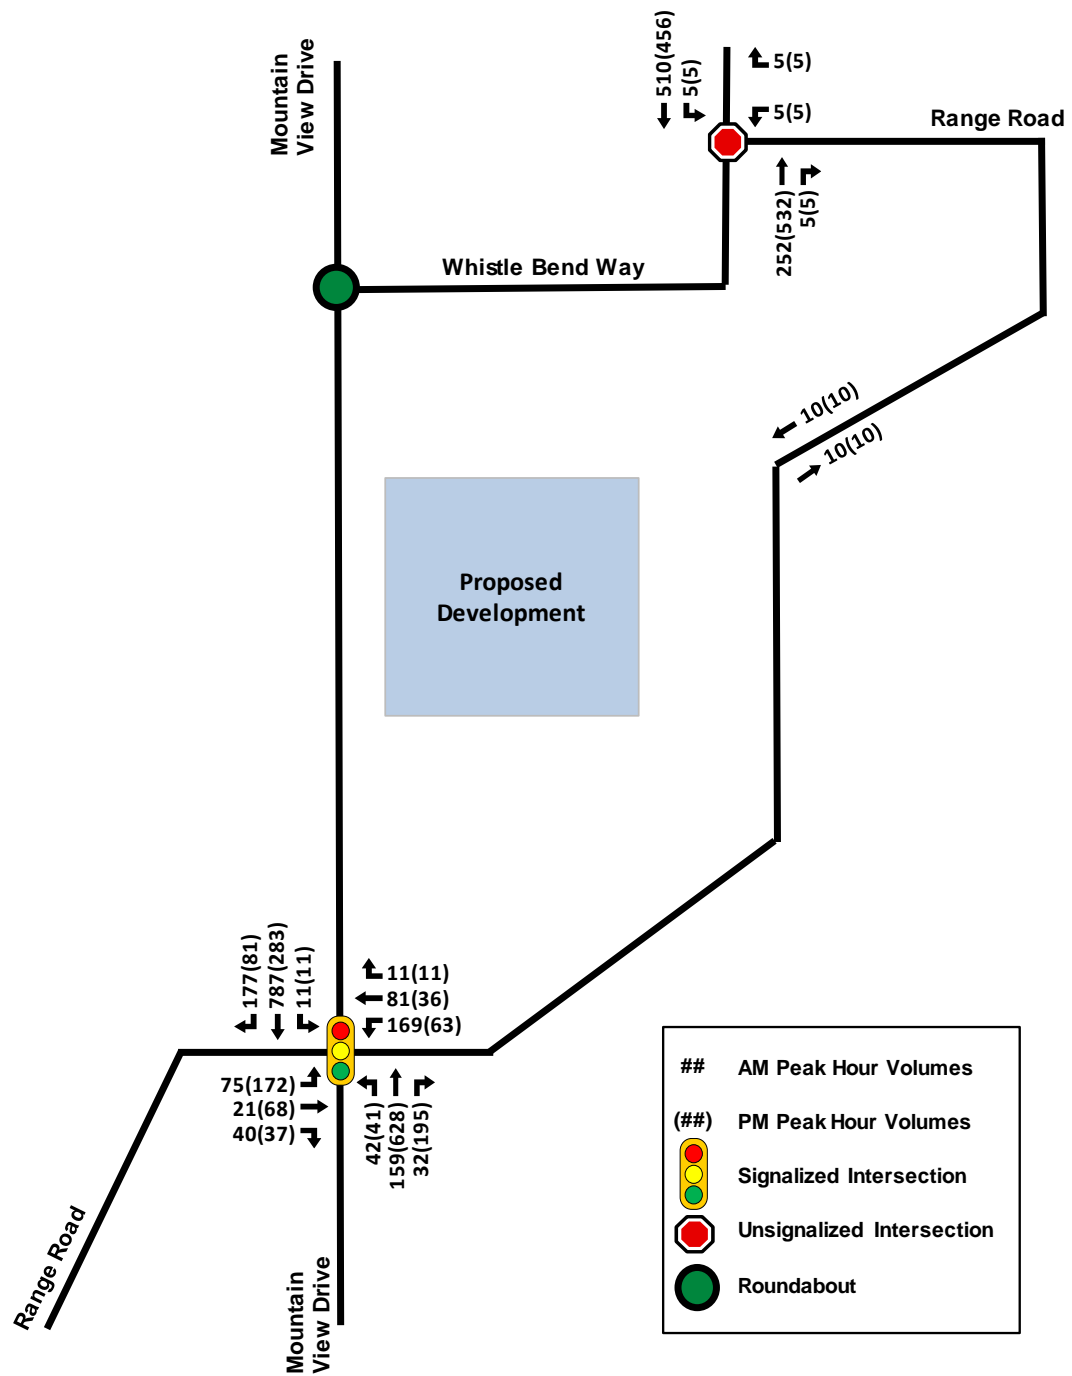 Mountain
View Drive
510(456)
5(5)
5(5)
5(5)
Range Road
252(532)
5(5)
Whistle Bend Way
10(10)
10(10)
Proposed
Development
177(81)
787(283)
11(11)
11(11)
81(36)
169(63)
75(172)
21(68)
40(37)
42(41)
159(628)
32(195)
Range Road
Mountain
View Drive
## AM Peak Hour Volumes
(##) PM Peak Hour Volumes
Signalized Intersection
Unsignalized Intersection
Roundabout